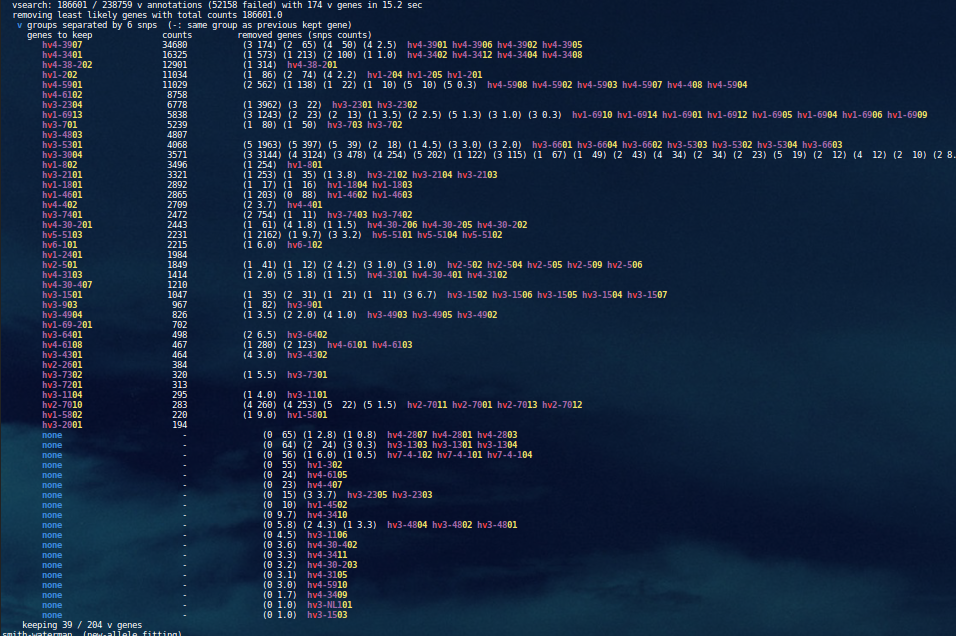 vsearch: 186601 / 238759 v annotations (52158 failed) with 174 v genes in 15.2 sec
removing least likely genes with total counts 186601.0
v groups separated by 6 snps (-: same group as previous kept gene)
genes to keep counts removed genes (snps counts)
hv4-3907 34680 (3 174) (2 65) (4 50) (4 2.5) hv4-3901 hv4-3906 hv4-3902 hv4-3905
hv4-3401 16325 (1 573) (1 213) (2 100) (1 1.0) hv4-3402 hv4-3412 hv4-3404 hv4-3408
hv4-38-202 12901 (1 314) hv4-38-201
hv1-202 11034 (1 86) (2 74) (4 2.2) hv1-204 hv1-205 hv1-201
hv4-5901 11029 (2 562) (1 138) (1 22) (1 10) (5 10) (5 0.3) hv4-5908 hv4-5902 hv4-5903 hv4-5907 hv4-408 hv4-5904
hv4-6102 8758
hv3-2304 6778 (1 3962) (3 22) hv3-2301 hv3-2302
hv1-6913 5838 (3 1243) (2 23) (2 13) (1 3.5) (2 2.5) (5 1.3) (3 1.0) (3 0.3) hv1-6910 hv1-6914 hv1-6901 hv1-6912 hv1-6905 hv1-6904 hv1-6906 hv1-6909
hv3-701 5239 (1 80) (1 50) hv3-703 hv3-702
hv3-4803 4807
hv3-5301 4068 (5 1963) (5 397) (5 39) (2 18) (1 4.5) (3 3.0) (3 2.0) hv3-6601 hv3-6604 hv3-6602 hv3-5303 hv3-5302 hv3-5304 hv3-6603
hv3-3004 3571 (3 3144) (4 3124) (3 478) (4 254) (5 202) (1 122) (3 115) (1 67) (1 49) (2 43) (4 34) (2 34) (2 23) (5 19) (2 12) (4 12) (2 10) (2 8.
hv1-802 3496 (1 254) hv1-801
hv3-2101 3321 (1 253) (1 35) (1 3.8) hv3-2102 hv3-2104 hv3-2103
hv1-1801 2892 (1 17) (1 16) hv1-1804 hv1-1803
hv1-4601 2865 (1 203) (0 88) hv1-4602 hv1-4603
hv4-402 2709 (2 3.7) hv4-401
hv3-7401 2472 (2 754) (1 11) hv3-7403 hv3-7402
hv4-30-201 2443 (1 61) (4 1.8) (1 1.5) hv4-30-206 hv4-30-205 hv4-30-202
hv5-5103 2231 (1 2162) (1 9.7) (3 3.2) hv5-5101 hv5-5104 hv5-5102
hv6-101 2215 (1 6.0) hv6-102
hv1-2401 1984
hv2-501 1849 (1 41) (1 12) (2 4.2) (3 1.0) (3 1.0) hv2-502 hv2-504 hv2-505 hv2-509 hv2-506
hv4-3103 1414 (1 2.0) (5 1.8) (1 1.5) hv4-3101 hv4-30-401 hv4-3102
hv4-30-407 1210
hv3-1501 1047 (1 35) (2 31) (1 21) (1 11) (3 6.7) hv3-1502 hv3-1506 hv3-1505 hv3-1504 hv3-1507
hv3-903 967 (1 82) hv3-901
hv3-4904 826 (1 3.5) (2 2.0) (4 1.0) hv3-4903 hv3-4905 hv3-4902
hv1-69-201 702
hv3-6401 498 (2 6.5) hv3-6402
hv4-6108 467 (1 280) (2 123) hv4-6101 hv4-6103
hv3-4301 464 (4 3.0) hv3-4302
hv2-2601 384
hv3-7302 320 (1 5.5) hv3-7301
hv3-7201 313
hv3-1104 295 (1 4.0) hv3-1101
hv2-7010 283 (4 260) (4 253) (5 22) (5 1.5) hv2-7011 hv2-7001 hv2-7013 hv2-7012
hv1-5802 220 (1 9.0) hv1-5801
hv3-2001 194
none - (0 65) (1 2.8) (1 0.8) hv4-2807 hv4-2801 hv4-2803
none - (0 64) (2 24) (3 0.3) hv3-1303 hv3-1301 hv3-1304
none - (0 56) (1 6.0) (1 0.5) hv7-4-102 hv7-4-101 hv7-4-104
none - (0 55) hv1-302
none - (0 24) hv4-6105
none - (0 23) hv4-407
none - (0 15) (3 3.7) hv3-2305 hv3-2303
none - (0 10) hv1-4502
none - (0 9.7) hv4-3410
none - (0 5.8) (2 4.3) (1 3.3) hv3-4804 hv3-4802 hv3-4801
none - (0 4.5) hv3-1106
none - (0 3.6) hv4-30-402
none - (0 3.3) hv4-3411
none - (0 3.2) hv4-30-203
none - (0 3.1) hv4-3105
none - (0 3.0) hv4-5910
none - (0 1.7) hv4-3409
none - (0 1.0) hv3-NL101
none - (0 1.0) hv3-1503
keeping 39 / 204 v genes
smith-waterman (new-allele fitting)